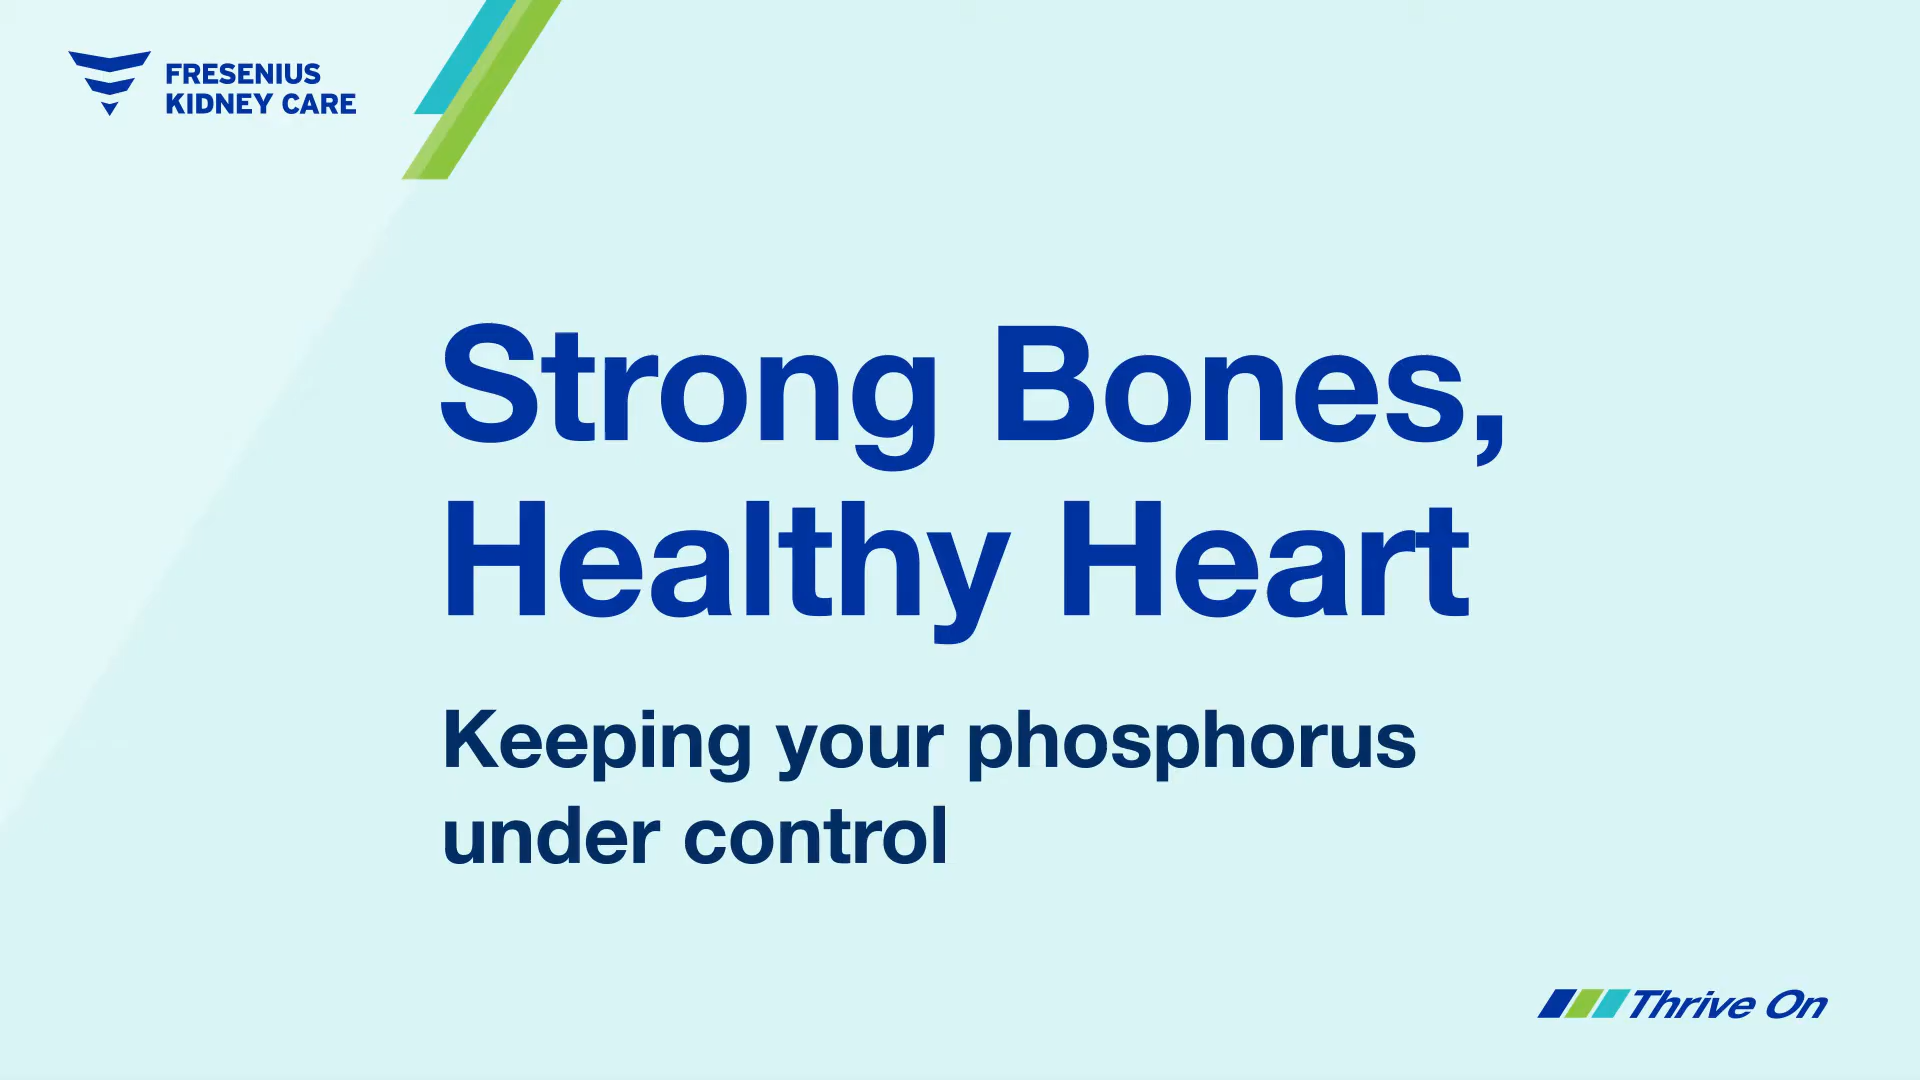 FRESENIUS
KIDNEY CARE
Strong Bones,
Healthy Heart
Keeping your phosphorus
under control
Thrive On